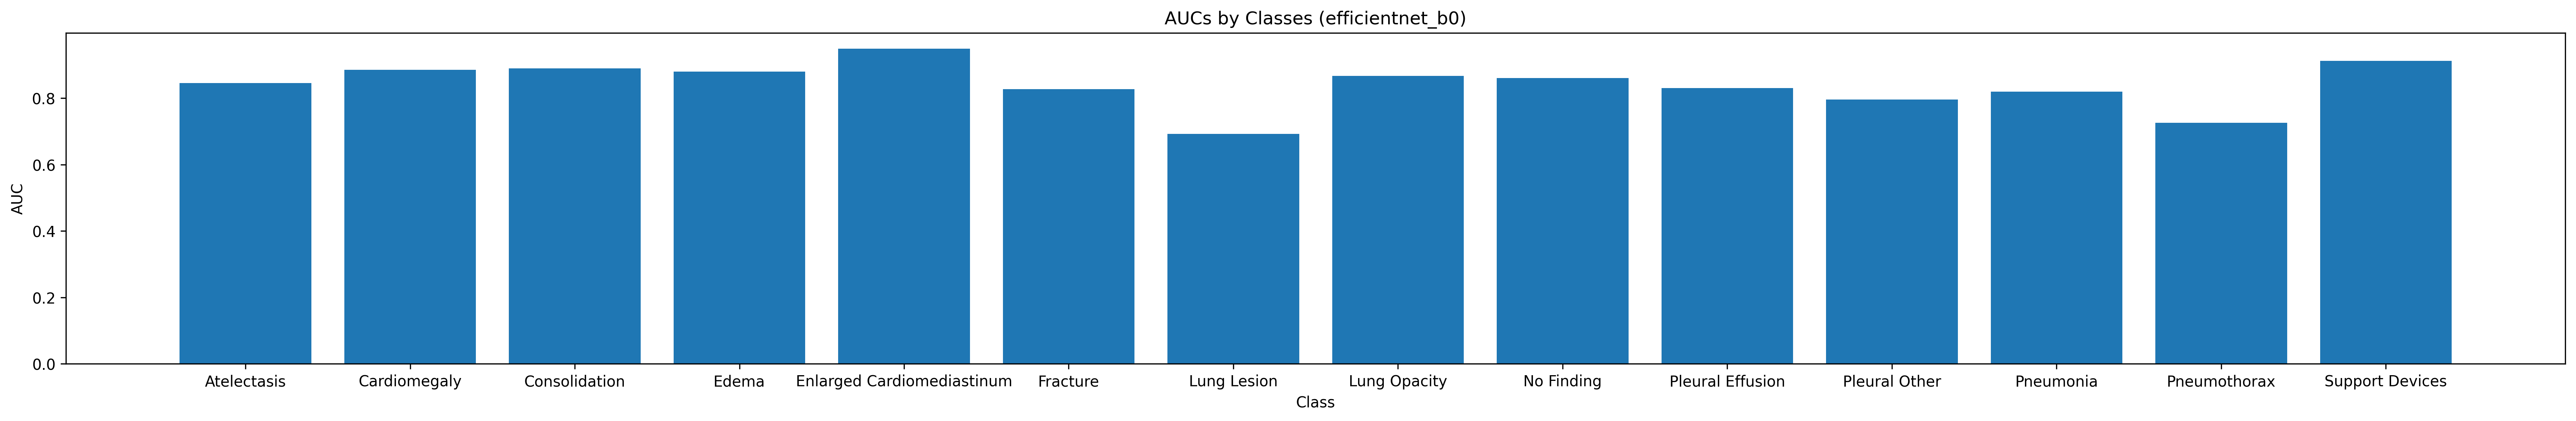 AUCs by Classes (efficientnet_b0)
AUC
0.8
0.6
0.4
0.2
0.0
Atelectasis Cardiomegaly Consolidation Edema Enlarged Cardiomediastinum Fracture Lung Lesion Lung Opacity No Finding Pleural Effusion Pleural Other Pneumonia Pneumothorax Support Devices
Class